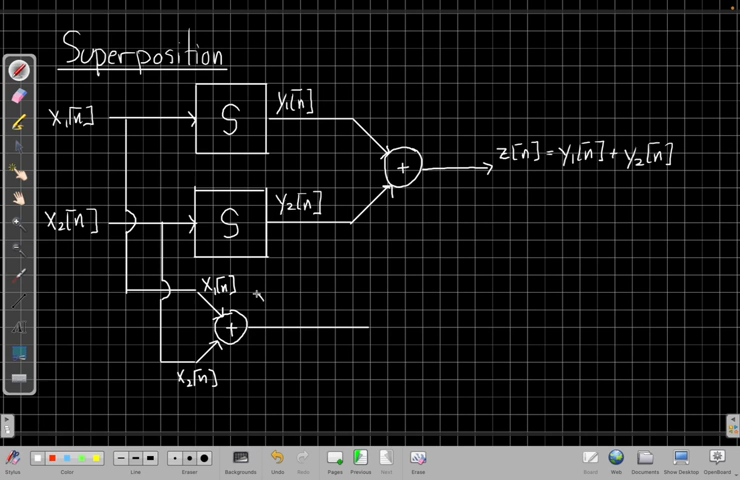 Superposition
x₁[n]
S
y₁[n]
+
z[n] = y₁[n] + y₂[n]
x₂[n]
S
y₂[n]
x₁[n]
+
x₂[n]
Stylus
Color
Line
Eraser
Backgrounds
Undo
Redo
Pages
Previous
Next
Erase
Board
Web
Documents
Show Desktop
OpenBoard